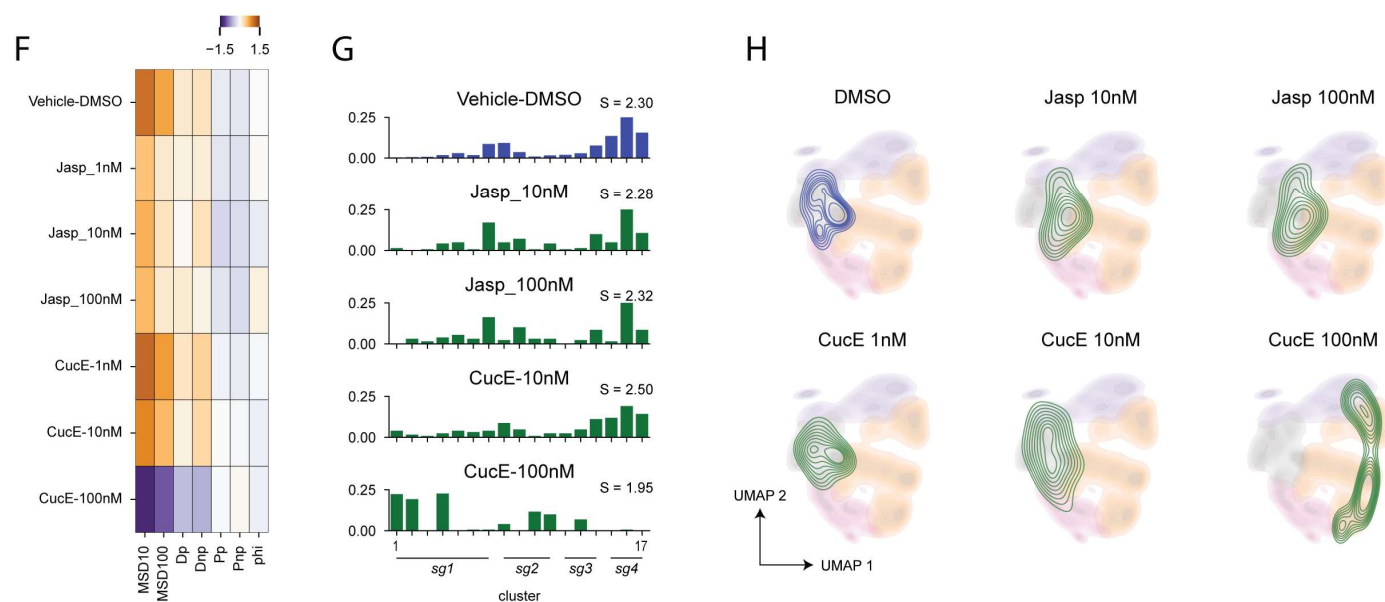 F
−1.5 1.5
Vehicle-DMSO
Jasp_1nM
Jasp_10nM
Jasp_100nM
CucE-1nM
CucE-10nM
CucE-100nM
MSD10
MSD100
Dp
Dnp
Pp
Pnp
phi
G
Vehicle-DMSO
S = 2.30
0.25
0.00
Jasp_10nM
S = 2.28
0.25
0.00
Jasp_100nM
S = 2.32
0.25
0.00
CucE-10nM
S = 2.50
0.25
0.00
CucE-100nM
S = 1.95
0.25
0.00
1 17
sg1 sg2 sg3 sg4
cluster
H
DMSO
Jasp 10nM
Jasp 100nM
CucE 1nM
CucE 10nM
CucE 100nM
UMAP 2
UMAP 1